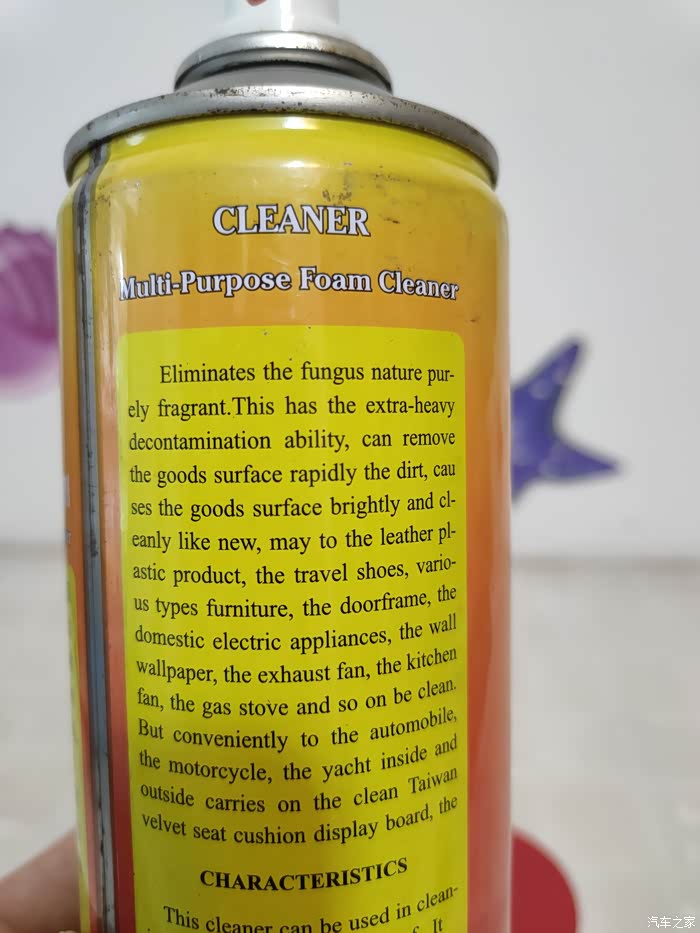 CLEANER
Multi-Purpose Foam Cleaner
Eliminates the fungus nature pur-
ely fragrant.This has the extra-heavy
decontamination ability, can remove
the goods surface rapidly the dirt, cau
ses the goods surface brightly and cl-
eanly like new, may to the leather pl-
astic product, the travel shoes, vario-
us types furniture, the doorframe, the
domestic electric appliances, the wall
wallpaper, the exhaust fan, the kitchen
fan, the gas stove and so on be clean.
But conveniently to the automobile,
the motorcycle, the yacht inside and
outside carries on the clean Taiwan
velvet seat cushion display board, the
CHARACTERISTICS
This cleaner can be used in clean-
It
汽车之家